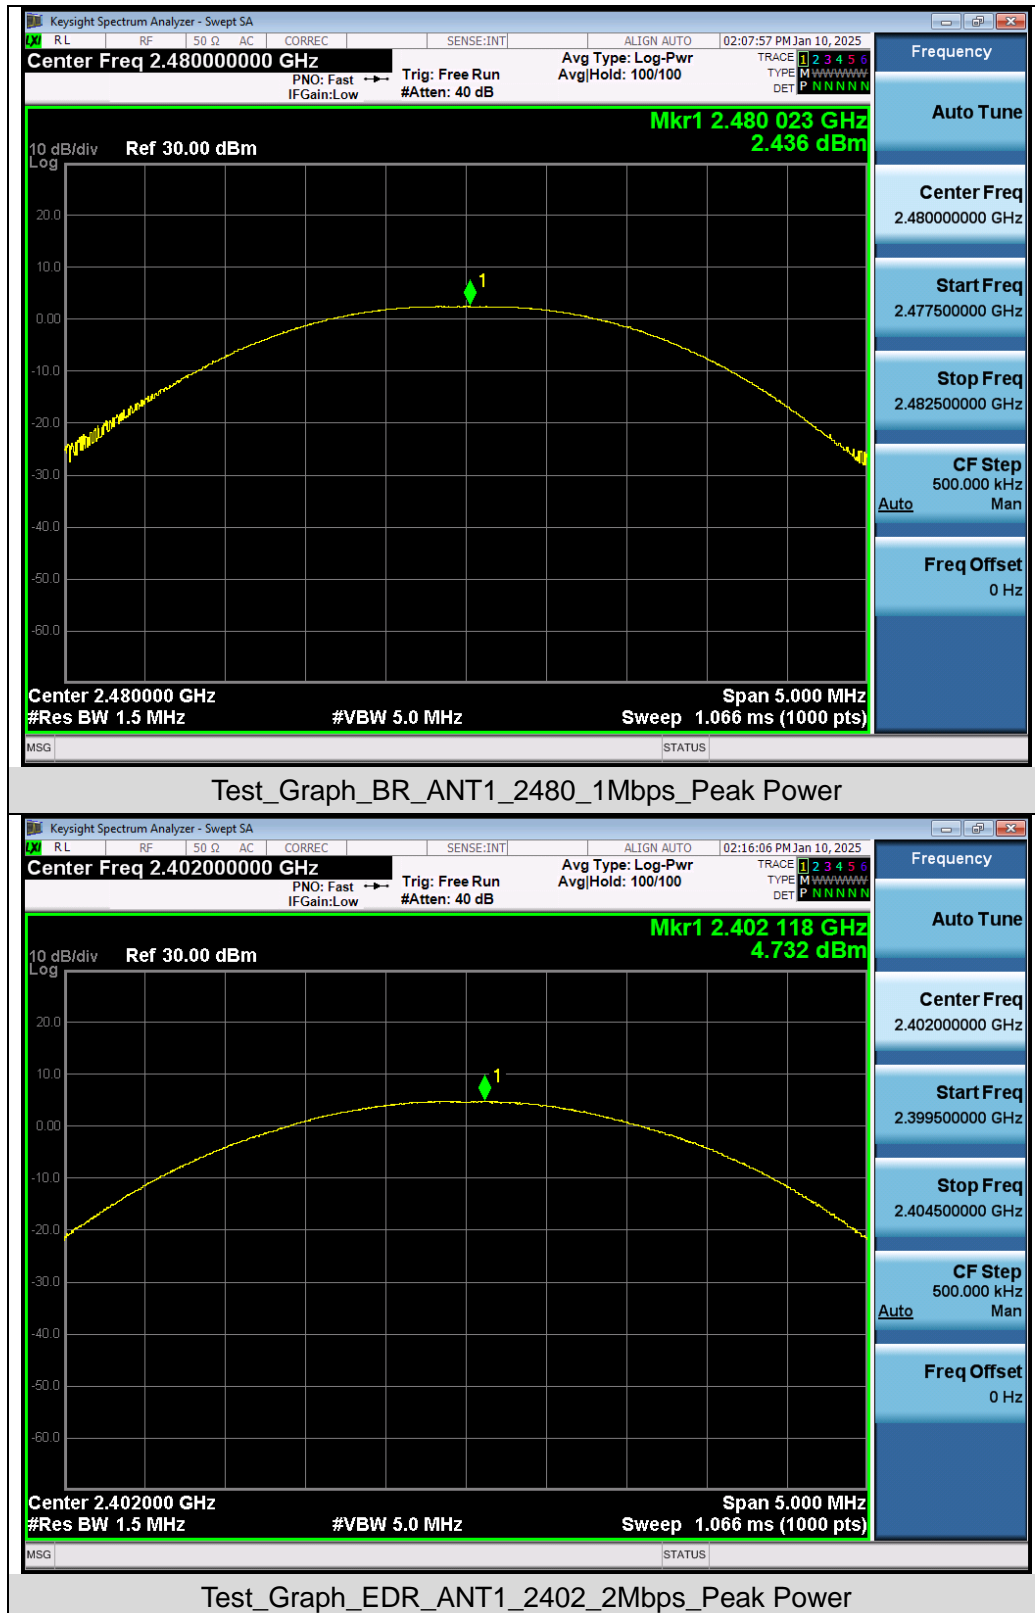 Keysight Spectrum Analyzer - Swept SA
LXI RL RF 50 Ω AC CORREC SENSE:INT ALIGN AUTO 02:07:57 PM Jan 10, 2025
Center Freq 2.480000000 GHz
PNO: Fast
IFGain:Low
Trig: Free Run
#Atten: 40 dB
Avg Type: Log-Pwr
Avg|Hold: 100/100
TRACE 1 2 3 4 5 6
TYPE M WWWWW
DET P N N N N N
Mkr1 2.480 023 GHz
2.436 dBm
10 dB/div Ref 30.00 dBm
Log
20.0
10.0
1
0.00
-10.0
-20.0
-30.0
-40.0
-50.0
-60.0
Center 2.480000 GHz Span 5.000 MHz
#Res BW 1.5 MHz #VBW 5.0 MHz Sweep 1.066 ms (1000 pts)
MSG STATUS
Frequency
Auto Tune
Center Freq
2.480000000 GHz
Start Freq
2.477500000 GHz
Stop Freq
2.482500000 GHz
CF Step
500.000 kHz
Auto Man
Freq Offset
0 Hz
Test_Graph_BR_ANT1_2480_1Mbps_Peak Power
Keysight Spectrum Analyzer - Swept SA
LXI RL RF 50 Ω AC CORREC SENSE:INT ALIGN AUTO 02:16:06 PM Jan 10, 2025
Center Freq 2.402000000 GHz
PNO: Fast
IFGain:Low
Trig: Free Run
#Atten: 40 dB
Avg Type: Log-Pwr
Avg|Hold: 100/100
TRACE 1 2 3 4 5 6
TYPE M WWWWW
DET P N N N N N
Mkr1 2.402 118 GHz
4.732 dBm
10 dB/div Ref 30.00 dBm
Log
20.0
10.0
1
0.00
-10.0
-20.0
-30.0
-40.0
-50.0
-60.0
Center 2.402000 GHz Span 5.000 MHz
#Res BW 1.5 MHz #VBW 5.0 MHz Sweep 1.066 ms (1000 pts)
MSG STATUS
Frequency
Auto Tune
Center Freq
2.402000000 GHz
Start Freq
2.399500000 GHz
Stop Freq
2.404500000 GHz
CF Step
500.000 kHz
Auto Man
Freq Offset
0 Hz
Test_Graph_EDR_ANT1_2402_2Mbps_Peak Power